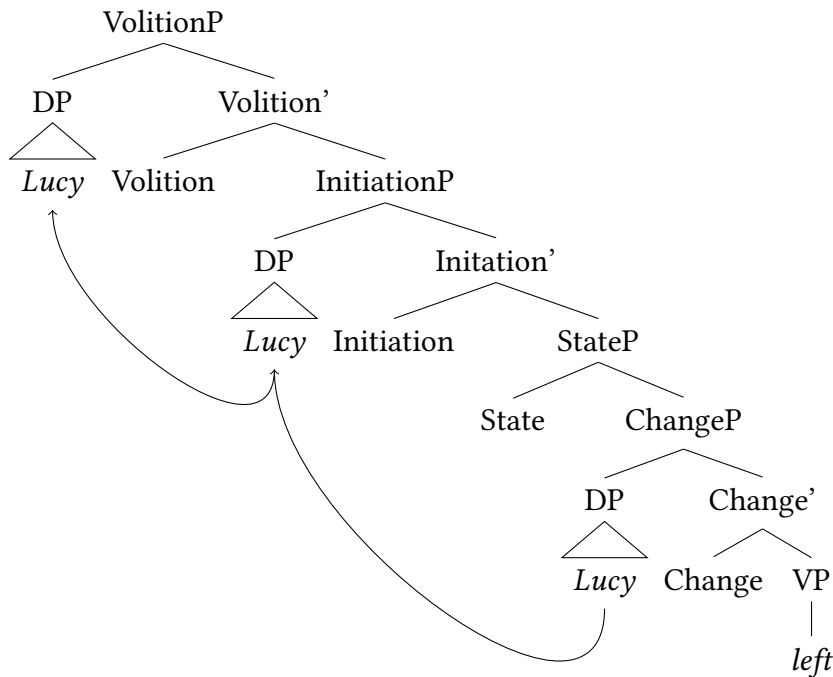 VolitionP
DP Volition’
Lucy Volition InitiationP
DP Initation’
Lucy Initiation StateP
State ChangeP
DP Change’
Lucy Change VP
left